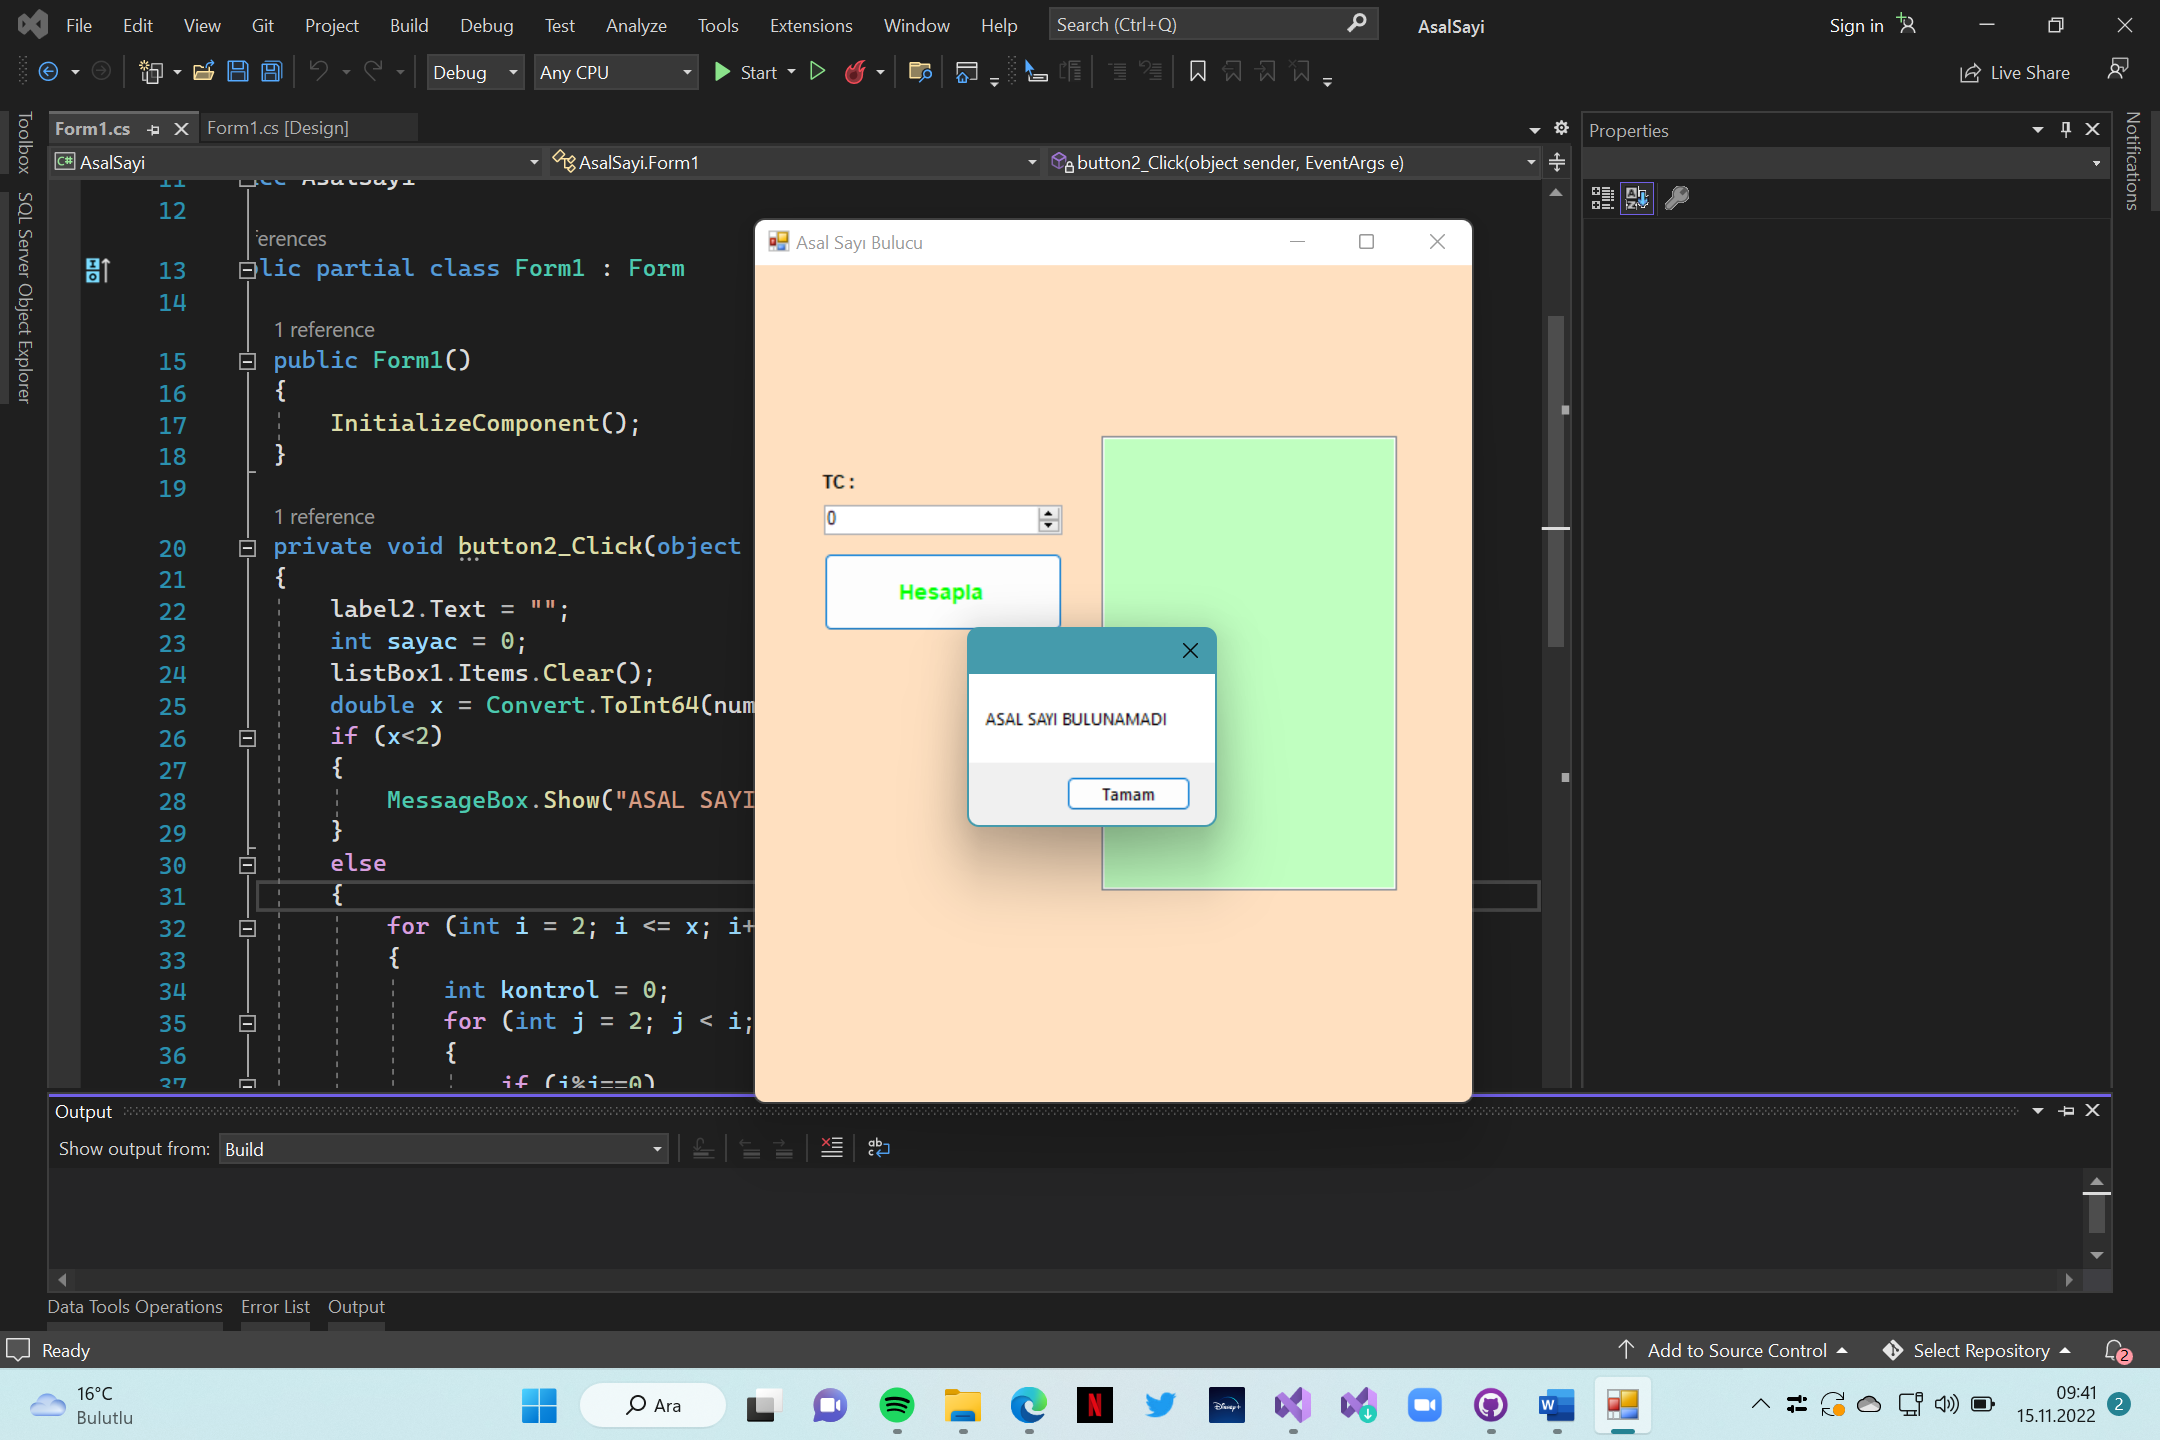 File Edit View Git Project Build Debug Test Analyze Tools Extensions Window Help Search (Ctrl+Q) AsalSayi Sign in
Debug Any CPU Start Live Share
Toolbox
SQL Server Object Explorer
Form1.cs Form1.cs [Design]
C# AsalSayi AsalSayi.Form1 button2_Click(object sender, EventArgs e)
11 AsalSayi
12
erences
13 lic partial class Form1 : Form
14
1 reference
15 public Form1()
16 {
17 InitializeComponent();
18 }
19
1 reference
20 private void button2_Click(object
21 {
22 label2.Text = "";
23 int sayac = 0;
24 listBox1.Items.Clear();
25 double x = Convert.ToInt64(num
26 if (x<2)
27 {
28 MessageBox.Show("ASAL SAYI
29 }
30 else
31 {
32 for (int i = 2; i <= x; i+
33 {
34 int kontrol = 0;
35 for (int j = 2; j < i;
36 {
37 if (i%j==0)
Asal Sayı Bulucu
TC :
0
Hesapla
ASAL SAYI BULUNAMADI
Tamam
Properties
Notifications
Output
Show output from: Build
Data Tools Operations Error List Output
Ready Add to Source Control Select Repository 2
16°C
Bulutlu
Ara
09:41
15.11.2022
2